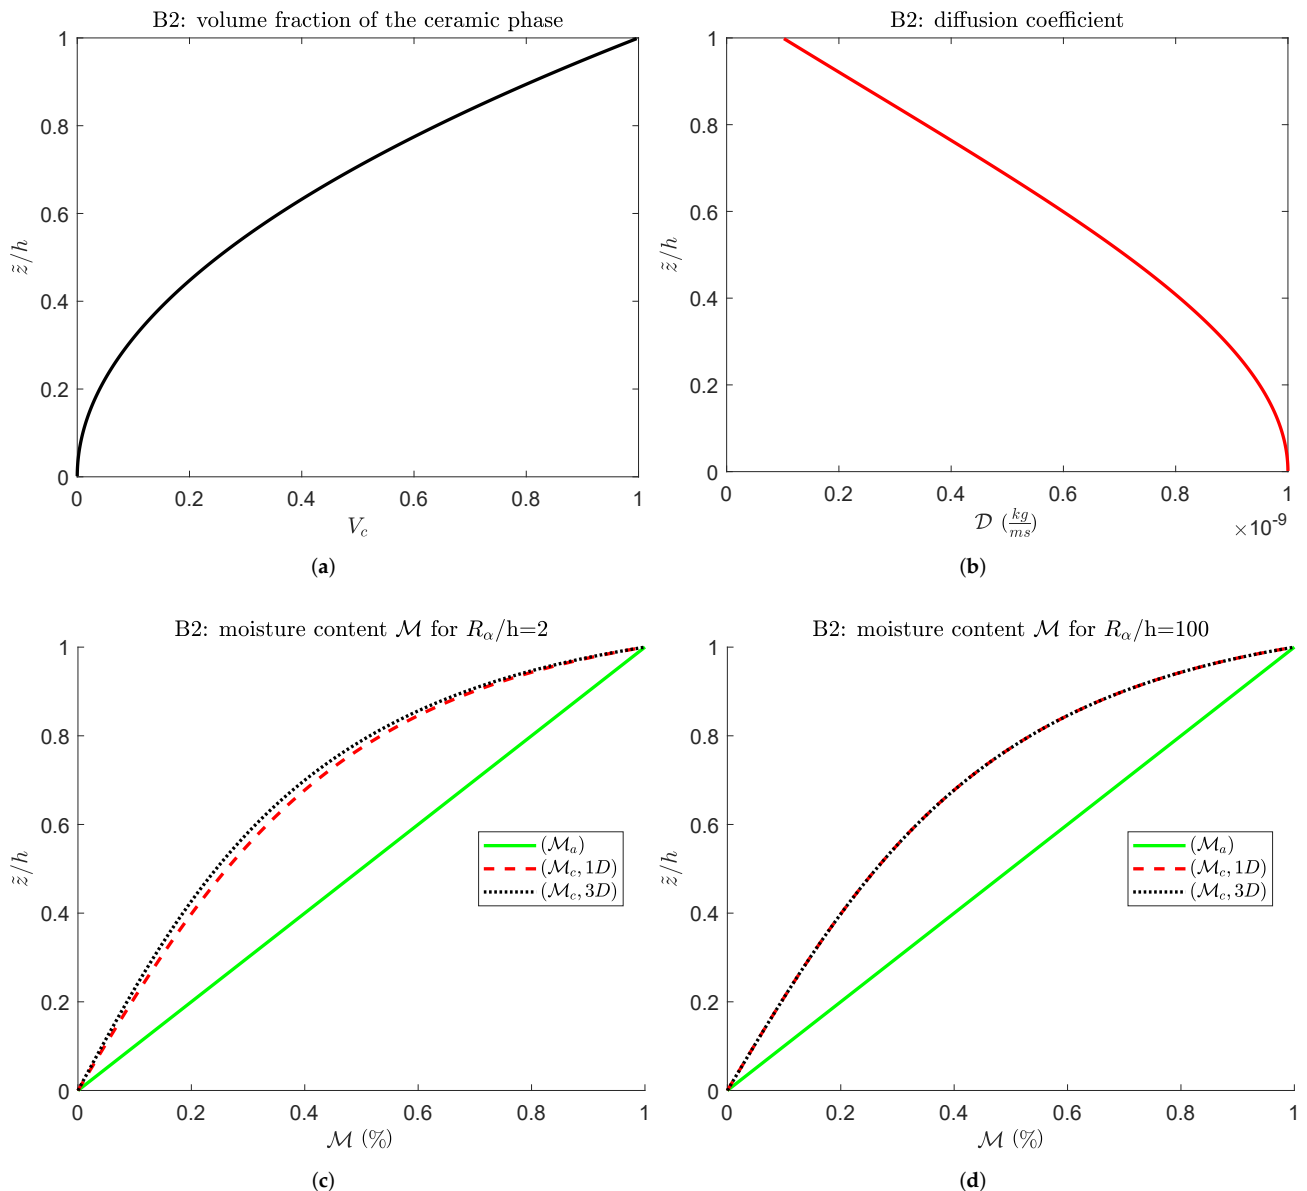 B2: volume fraction of the ceramic phase
1
0.8
0.6
0.4
0.2
0
z̃/h
0 0.2 0.4 0.6 0.8 1
V_c
(a)
B2: diffusion coefficient
1
0.8
0.6
0.4
0.2
0
z̃/h
0 0.2 0.4 0.6 0.8 1
𝒟 (kg/ms)
×10⁻⁹
(b)
B2: moisture content ℳ for R_α/h=2
1
0.8
0.6
0.4
0.2
0
z̃/h
(ℳ_a)
(ℳ_c, 1D)
(ℳ_c, 3D)
0 0.2 0.4 0.6 0.8 1
ℳ (%)
(c)
B2: moisture content ℳ for R_α/h=100
1
0.8
0.6
0.4
0.2
0
z̃/h
(ℳ_a)
(ℳ_c, 1D)
(ℳ_c, 3D)
0 0.2 0.4 0.6 0.8 1
ℳ (%)
(d)